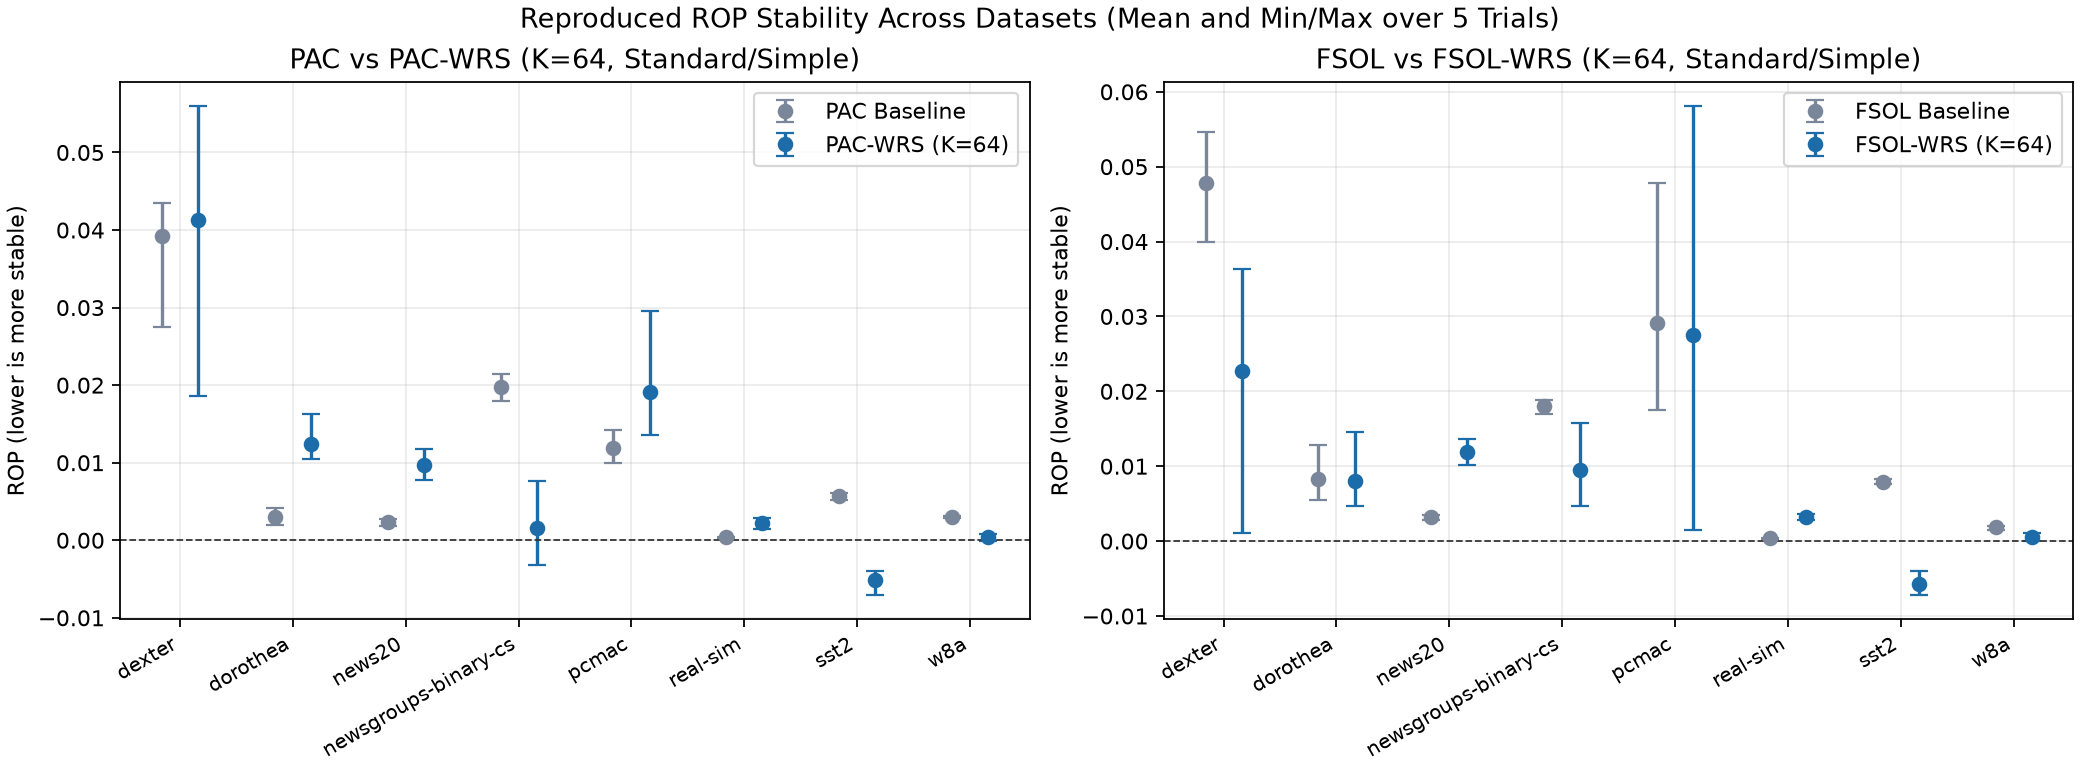 Reproduced ROP Stability Across Datasets (Mean and Min/Max over 5 Trials)
PAC vs PAC-WRS (K=64, Standard/Simple)
PAC Baseline
PAC-WRS (K=64)
ROP (lower is more stable)
0.05
0.04
0.03
0.02
0.01
0.00
−0.01
dexter
dorothea
news20
newsgroups-binary-cs
pcmac
real-sim
sst2
w8a
FSOL vs FSOL-WRS (K=64, Standard/Simple)
FSOL Baseline
FSOL-WRS (K=64)
ROP (lower is more stable)
0.06
0.05
0.04
0.03
0.02
0.01
0.00
−0.01
dexter
dorothea
news20
newsgroups-binary-cs
pcmac
real-sim
sst2
w8a